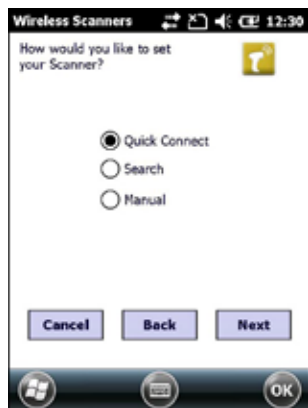 Wireless Scanners 12:30
How would you like to set
your Scanner?
Quick Connect
Search
Manual
Cancel Back Next
OK